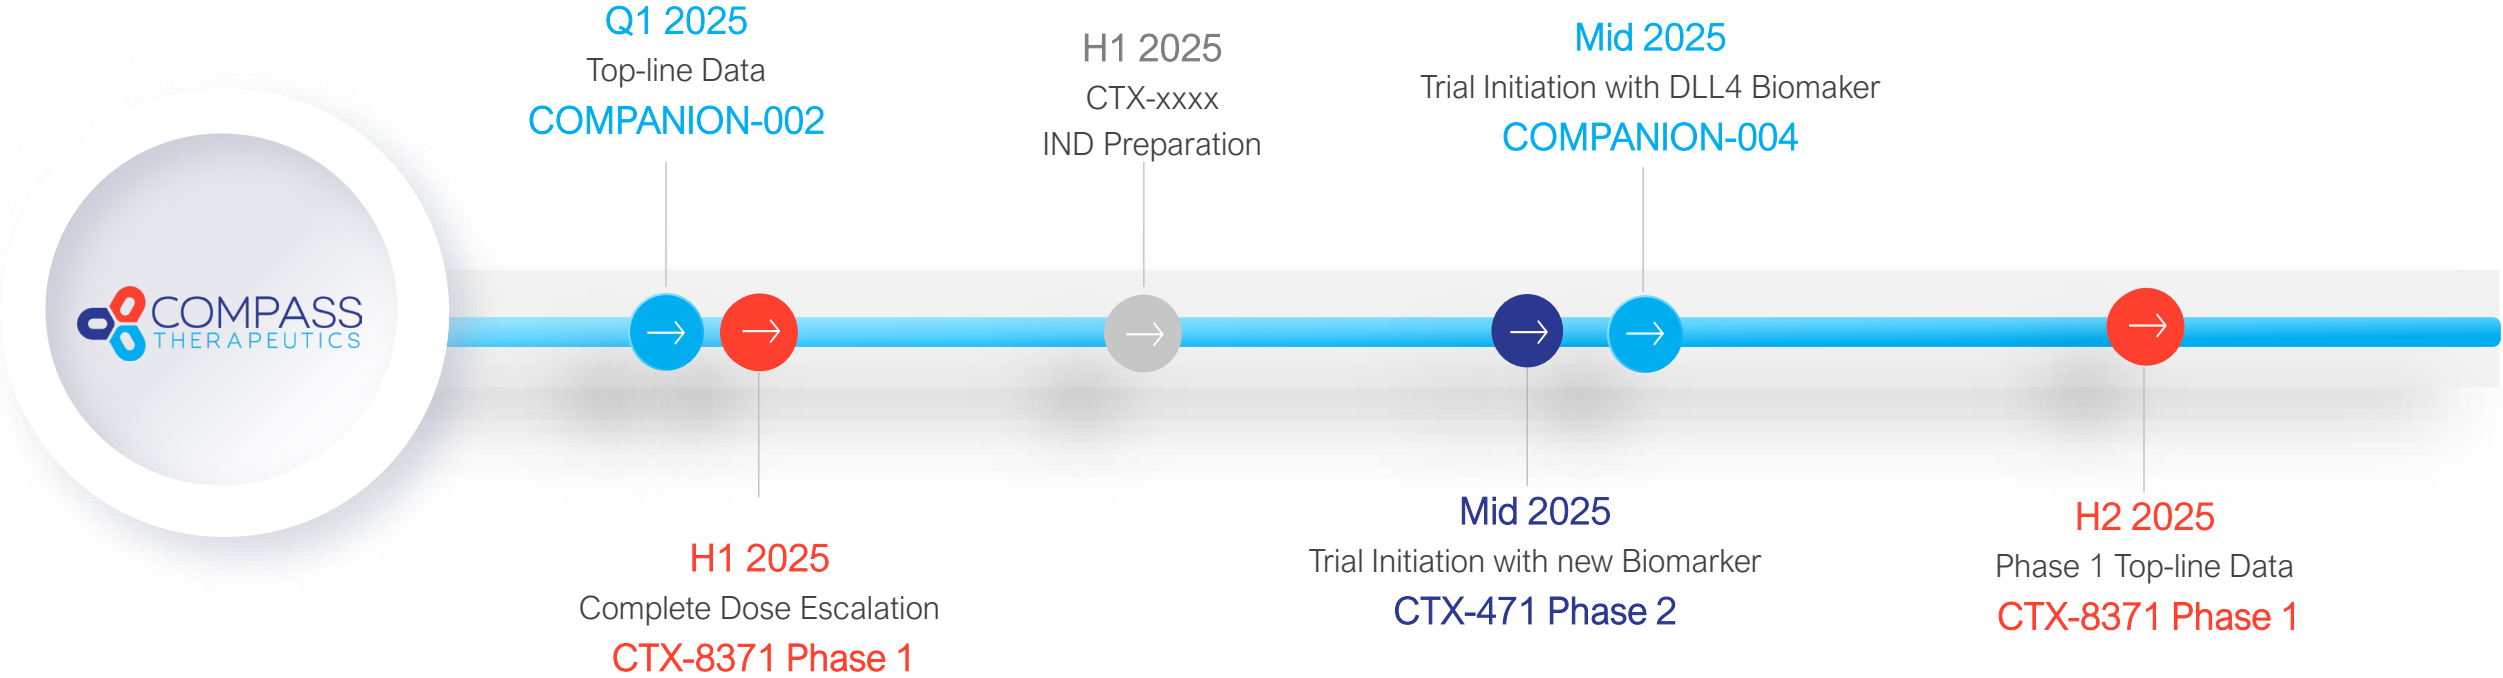 COMPASS
THERAPEUTICS
Q1 2025
Top-line Data
COMPANION-002
H1 2025
Complete Dose Escalation
CTX-8371 Phase 1
H1 2025
CTX-xxxx
IND Preparation
Mid 2025
Trial Initiation with new Biomarker
CTX-471 Phase 2
Mid 2025
Trial Initiation with DLL4 Biomaker
COMPANION-004
H2 2025
Phase 1 Top-line Data
CTX-8371 Phase 1